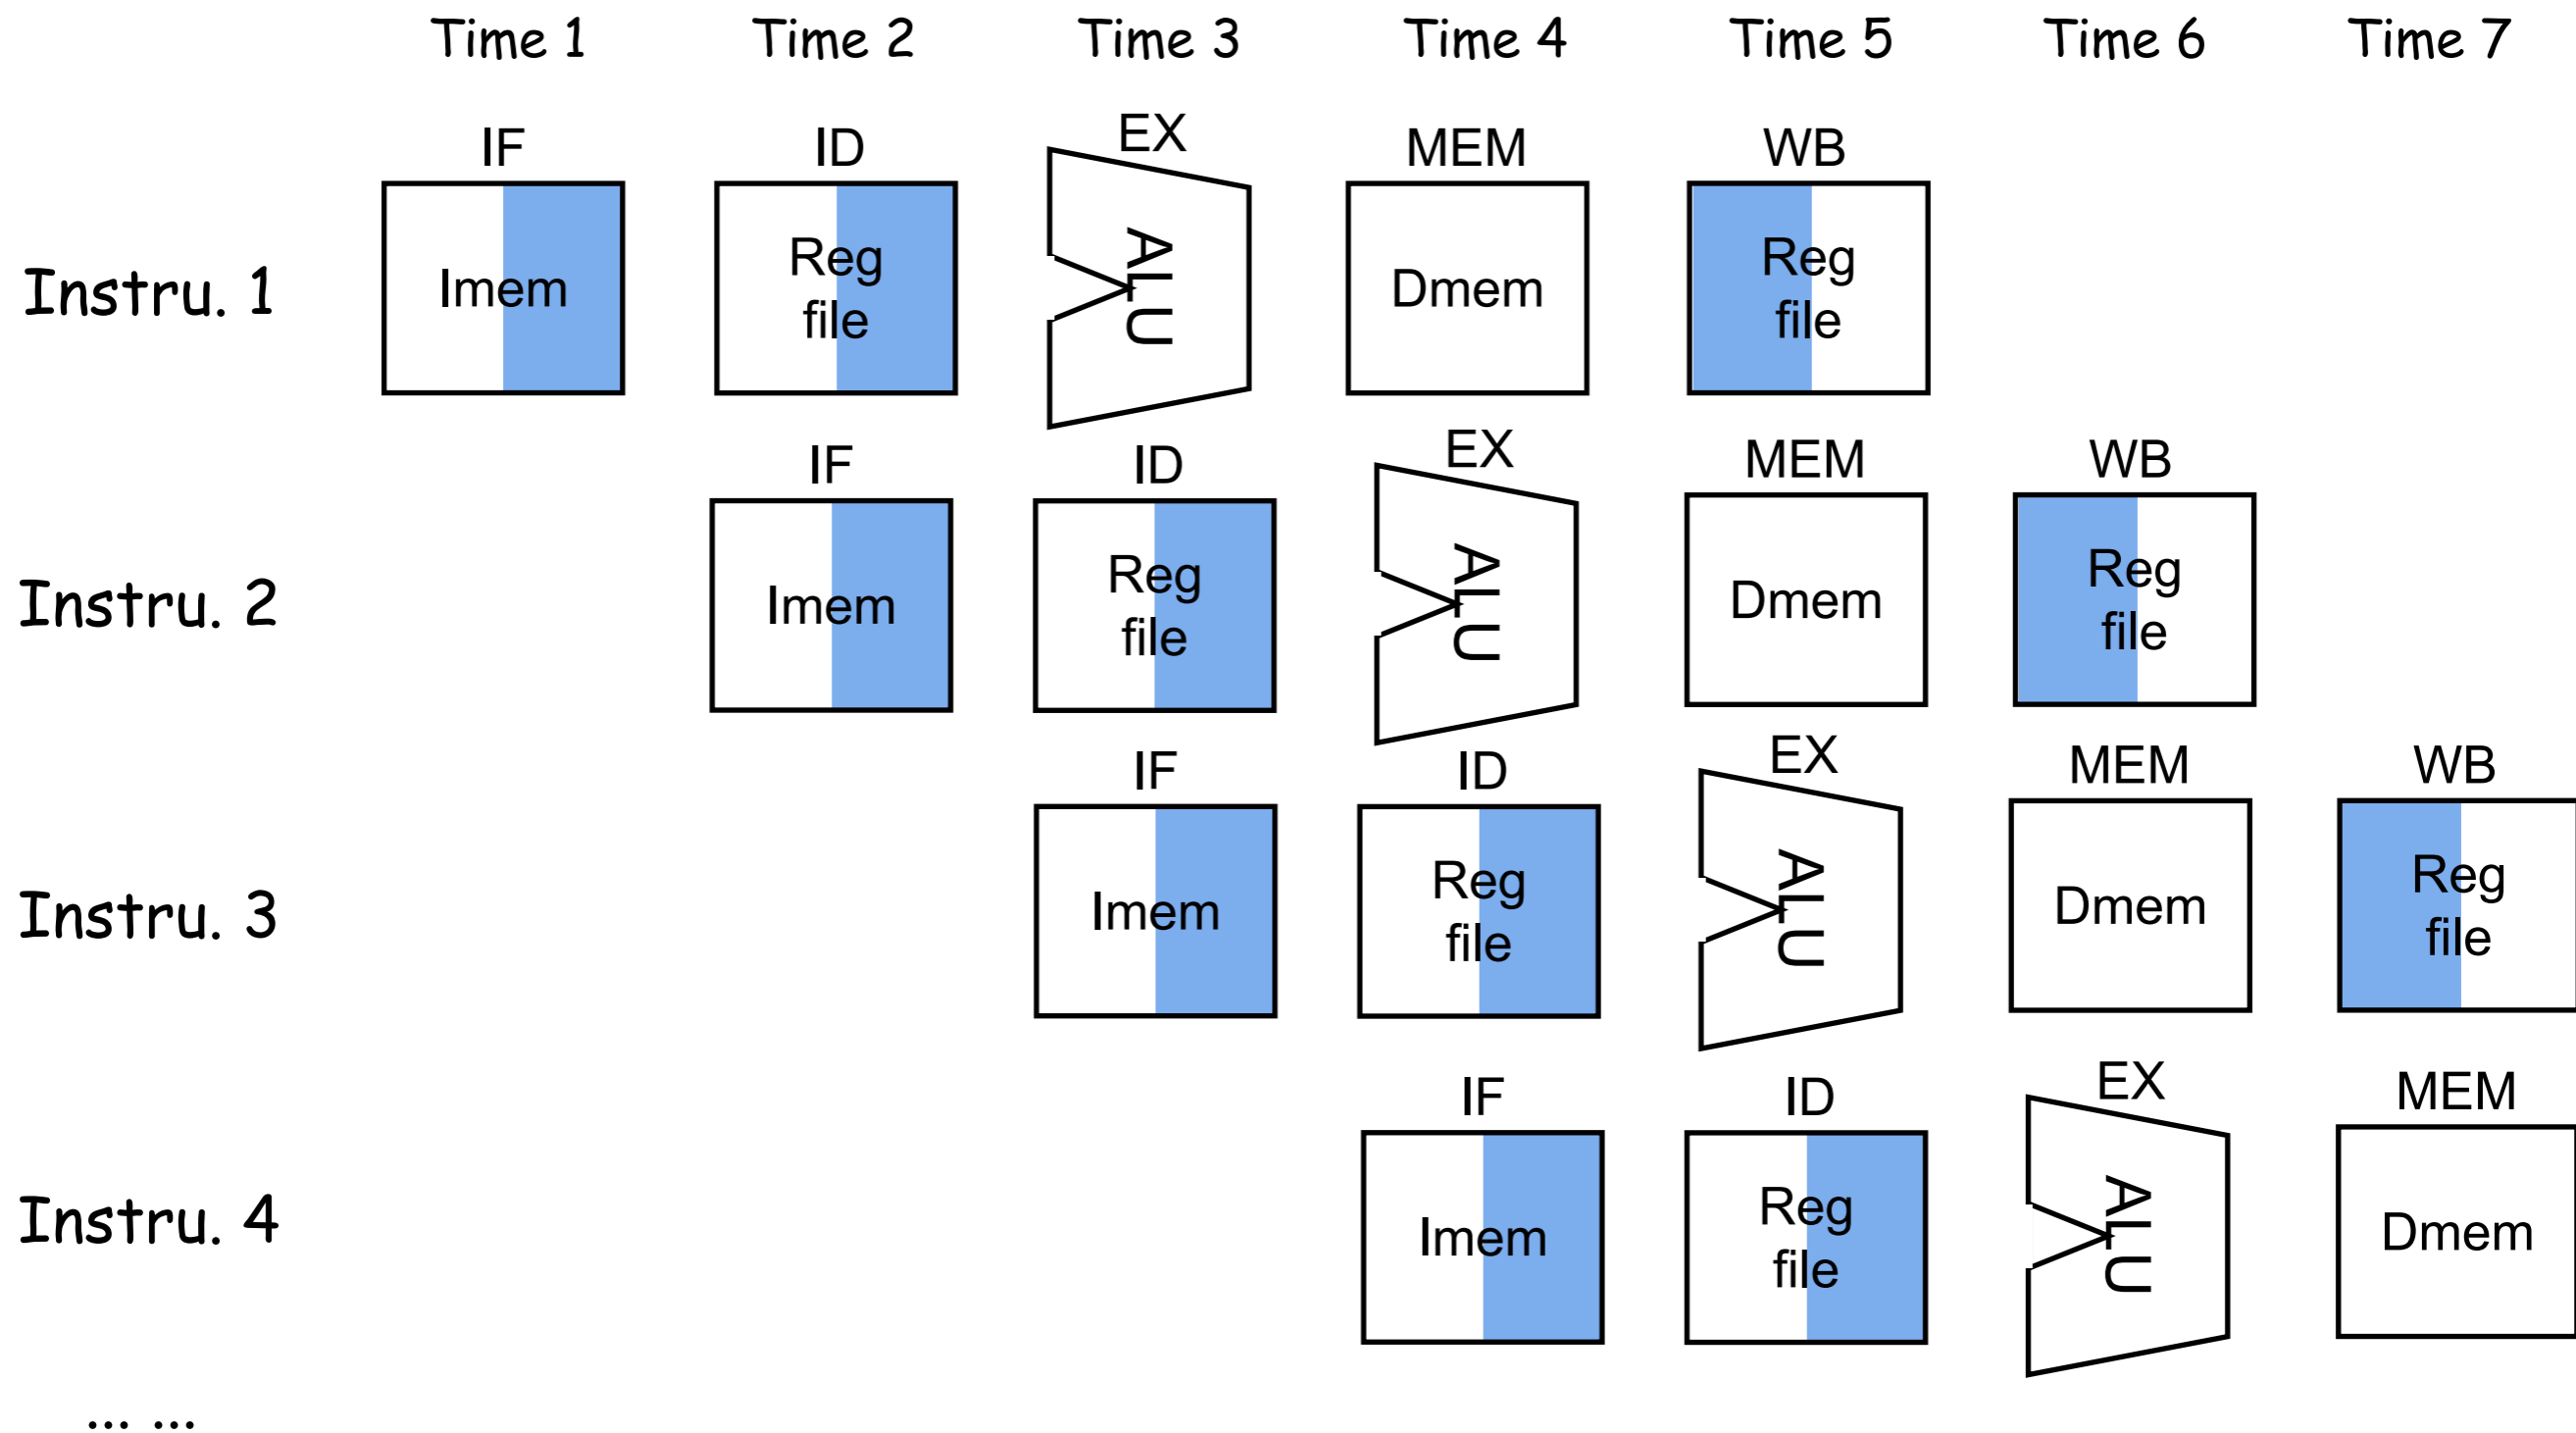 Time 1 Time 2 Time 3 Time 4 Time 5 Time 6 Time 7
IF ID EX MEM WB
Instru. 1 Imem Reg file ALU Dmem Reg file
IF ID EX MEM WB
Instru. 2 Imem Reg file ALU Dmem Reg file
IF ID EX MEM WB
Instru. 3 Imem Reg file ALU Dmem Reg file
IF ID EX MEM
Instru. 4 Imem Reg file ALU Dmem
... ...